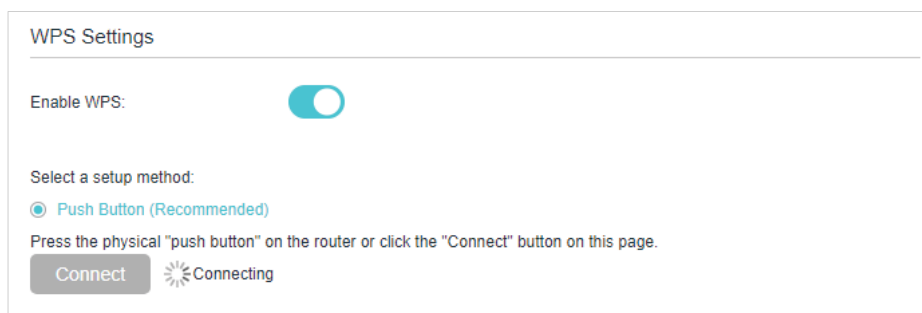 WPS Settings
Enable WPS:
Select a setup method:
Push Button (Recommended)
Press the physical "push button" on the router or click the "Connect" button on this page.
Connect Connecting